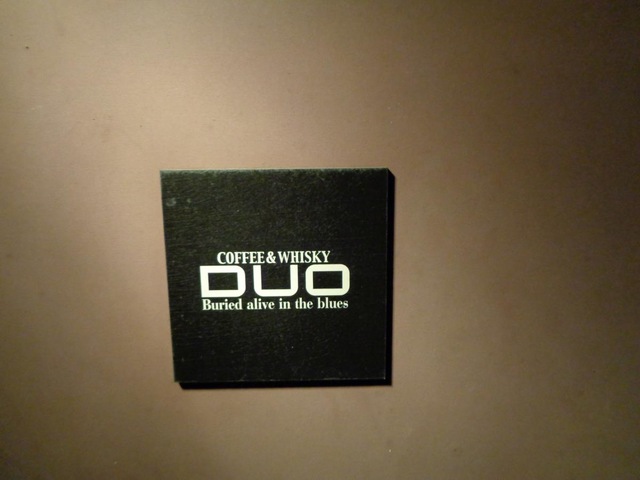 COFFEE & WHISKY
DUO
Buried alive in the blues